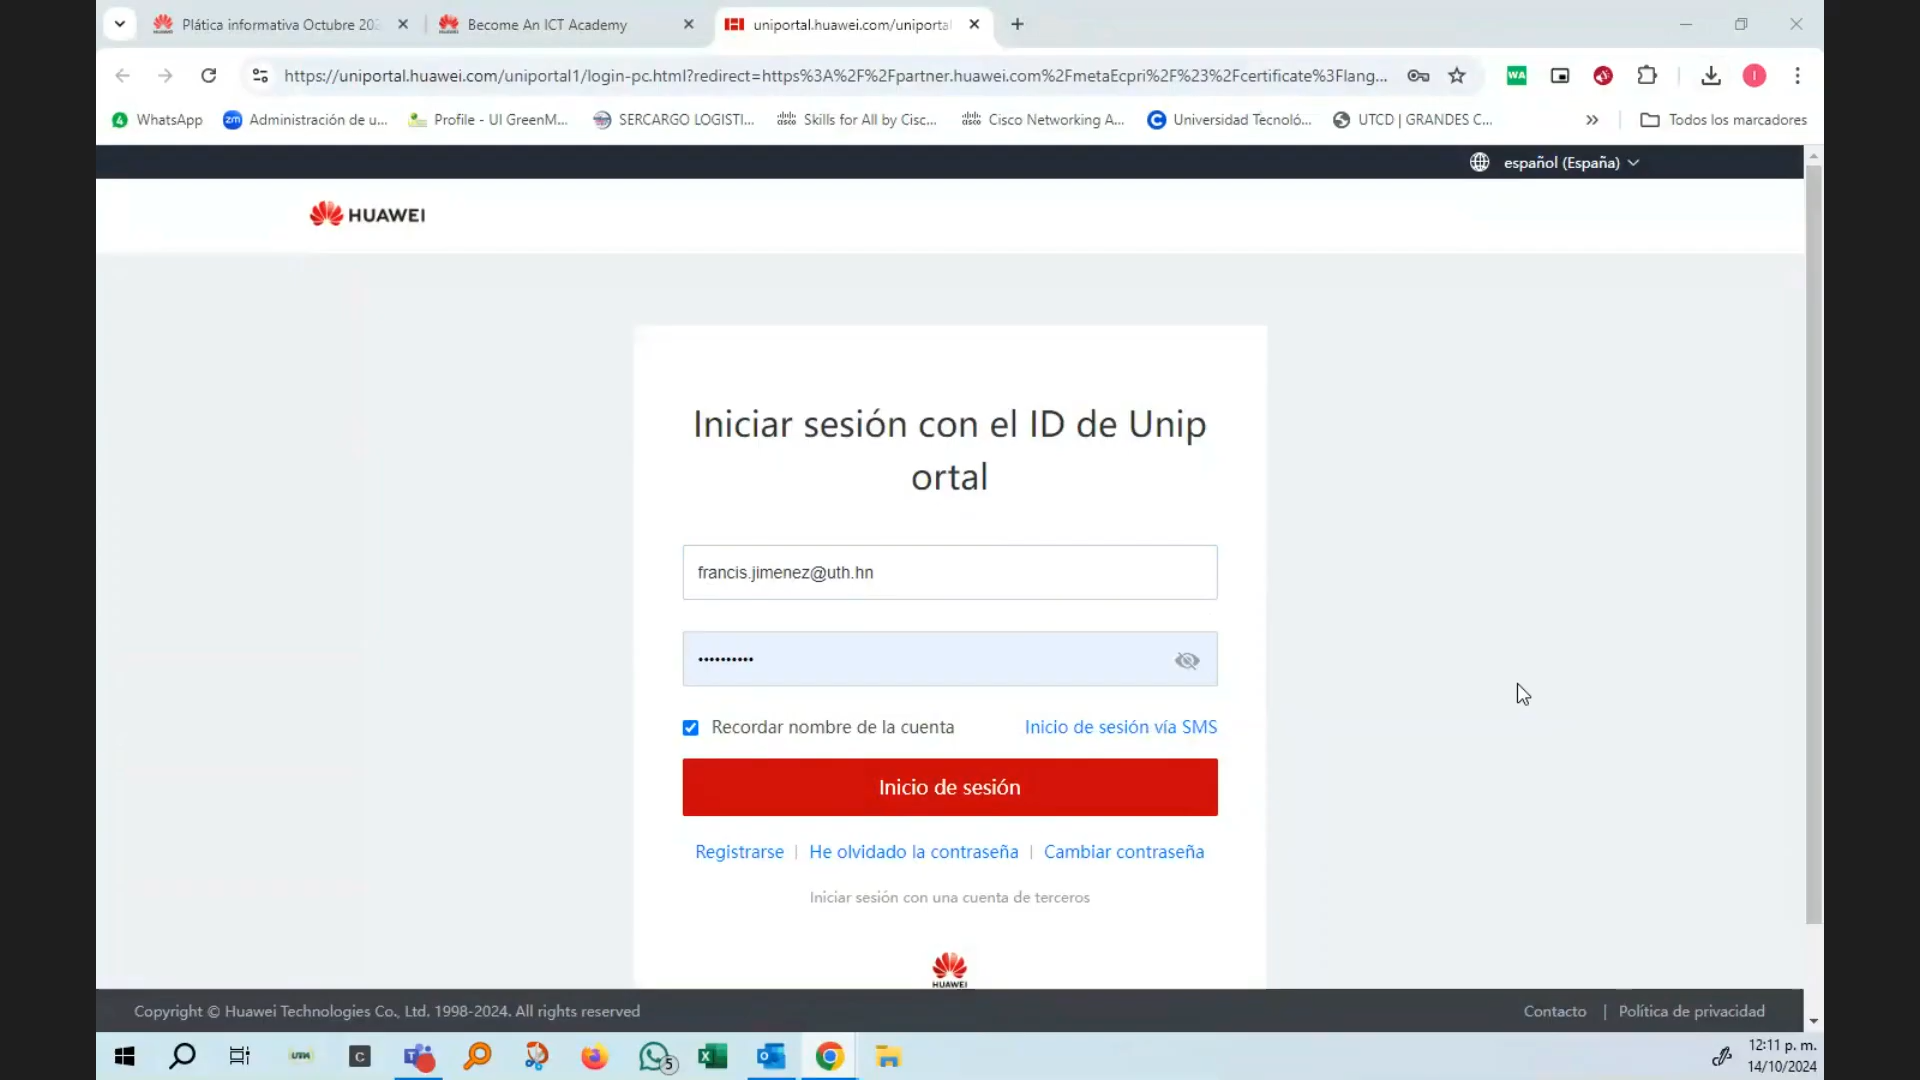 Plática informativa Octubre 202
Become An ICT Academy
uniportal.huawei.com/uniportal
https://uniportal.huawei.com/uniportal1/login-pc.html?redirect=https%3A%2F%2Fpartner.huawei.com%2FmetaEcpri%2F%23%2Fcertificate%3Flang...
WA
I
4 WhatsApp
zm Administración de u...
Profile - UI GreenM...
SERCARGO LOGISTI...
Skills for All by Cisc...
Cisco Networking A...
Universidad Tecnoló...
UTCD | GRANDES C...
Todos los marcadores
español (España)
HUAWEI
Iniciar sesión con el ID de Unip
ortal
francis.jimenez@uth.hn
••••••••••
Recordar nombre de la cuenta
Inicio de sesión vía SMS
Inicio de sesión
Registrarse | He olvidado la contraseña | Cambiar contraseña
Iniciar sesión con una cuenta de terceros
HUAWEI
Copyright © Huawei Technologies Co., Ltd. 1998-2024. All rights reserved
Contacto | Política de privacidad
5
12:11 p. m.
14/10/2024